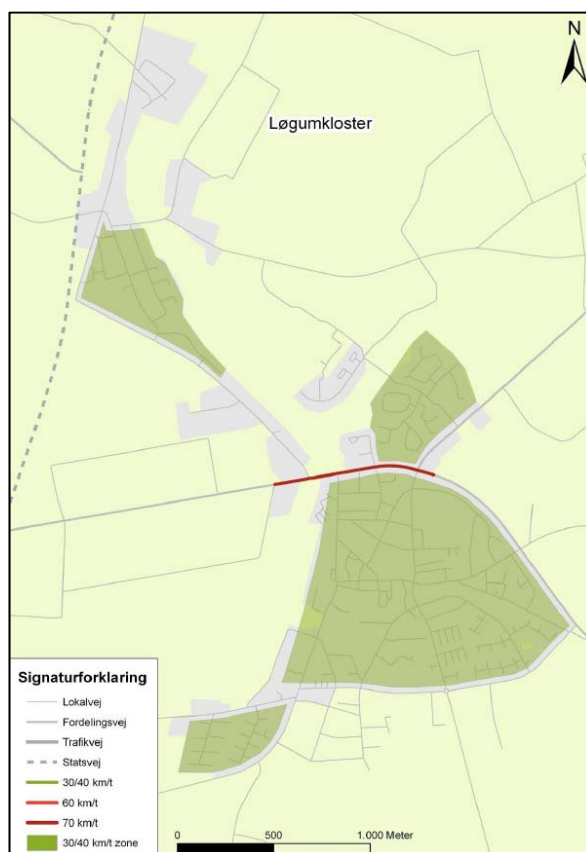 N
Løgumkloster
Signaturforklaring
Lokalvej
Fordelingsvej
Trafikvej
Statsvej
30/40 km/t
60 km/t
70 km/t
30/40 km/t zone
0 500 1.000 Meter